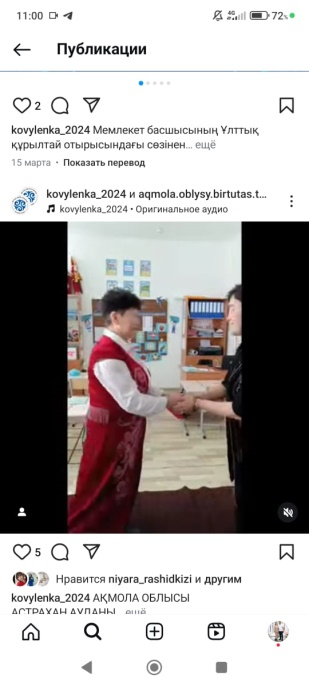 11:00
4G
72%
Публикации
2
kovylenka_2024 Мемлекет басшысының Ұлттық
құрылтай отырысындағы сөзінен... ещё
15 марта • Показать перевод
kovylenka_2024 и aqmola.oblysy.birtutas.t...
kovylenka_2024 • Оригинальное аудио
5
Нравится niyara_rashidkizi и другим
kovylenka_2024 АҚМОЛА ОБЛЫСЫ
АСТРАХАН АУДАНЫ... ещё